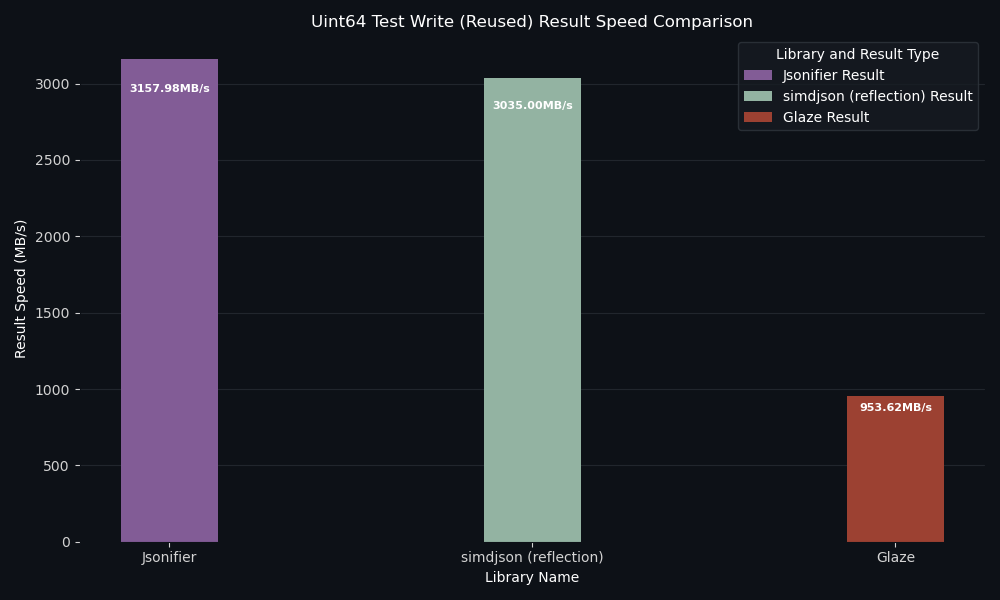 Uint64 Test Write (Reused) Result Speed Comparison
Library and Result Type
Jsonifier Result
simdjson (reflection) Result
Glaze Result
Result Speed (MB/s)
3000
2500
2000
1500
1000
500
0
3157.98MB/s
3035.00MB/s
953.62MB/s
Jsonifier
simdjson (reflection)
Glaze
Library Name